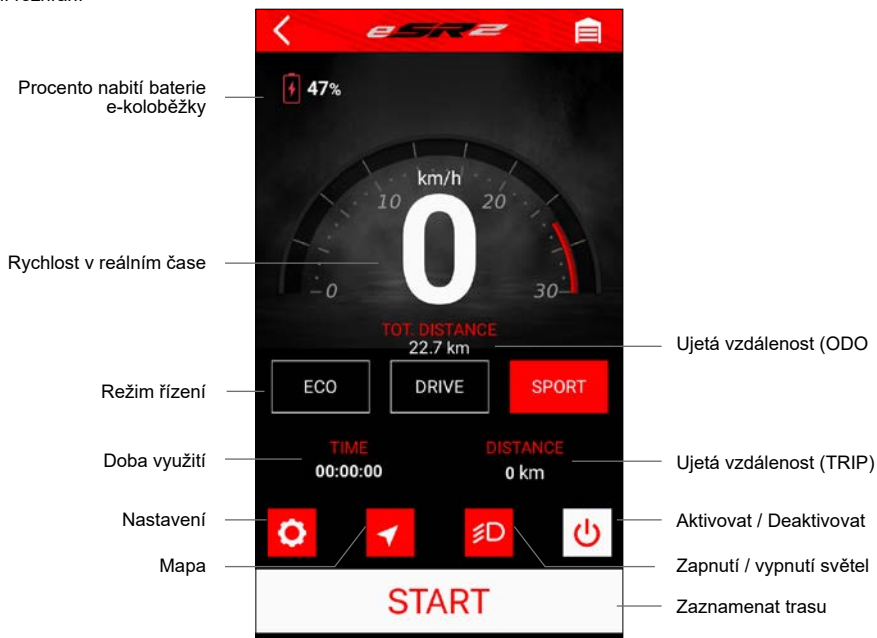 eSR2
Procento nabití baterie
e-koloběžky
47%
km/h
10
20
0
Rychlost v reálním čase
0
30
TOT. DISTANCE
22.7 km
Ujetá vzdálenost (ODO
Režim řízení
ECO
DRIVE
SPORT
TIME
DISTANCE
Doba využití
00:00:00
0 km
Ujetá vzdálenost (TRIP)
Nastavení
Aktivovat / Deaktivovat
Mapa
Zapnutí / vypnutí světel
START
Zaznamenat trasu